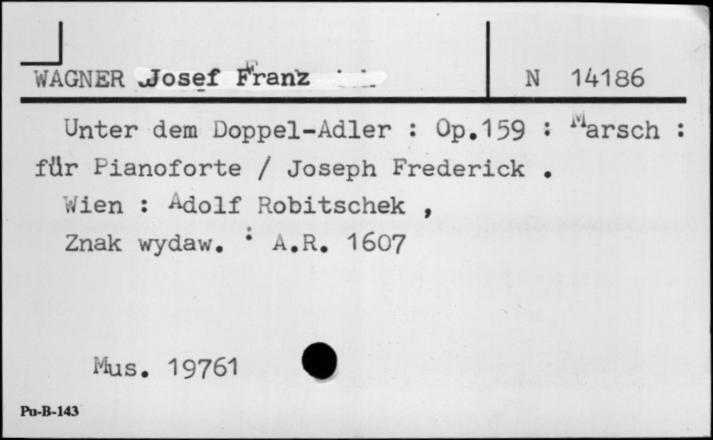 WAGNER Josef Franz N 14186
Unter dem Doppel-Adler : Op.159 : Marsch :
für Pianoforte / Joseph Frederick .
Wien : Adolf Robitschek ,
Znak wydaw. : A.R. 1607
Mus. 19761
Pu-B-143